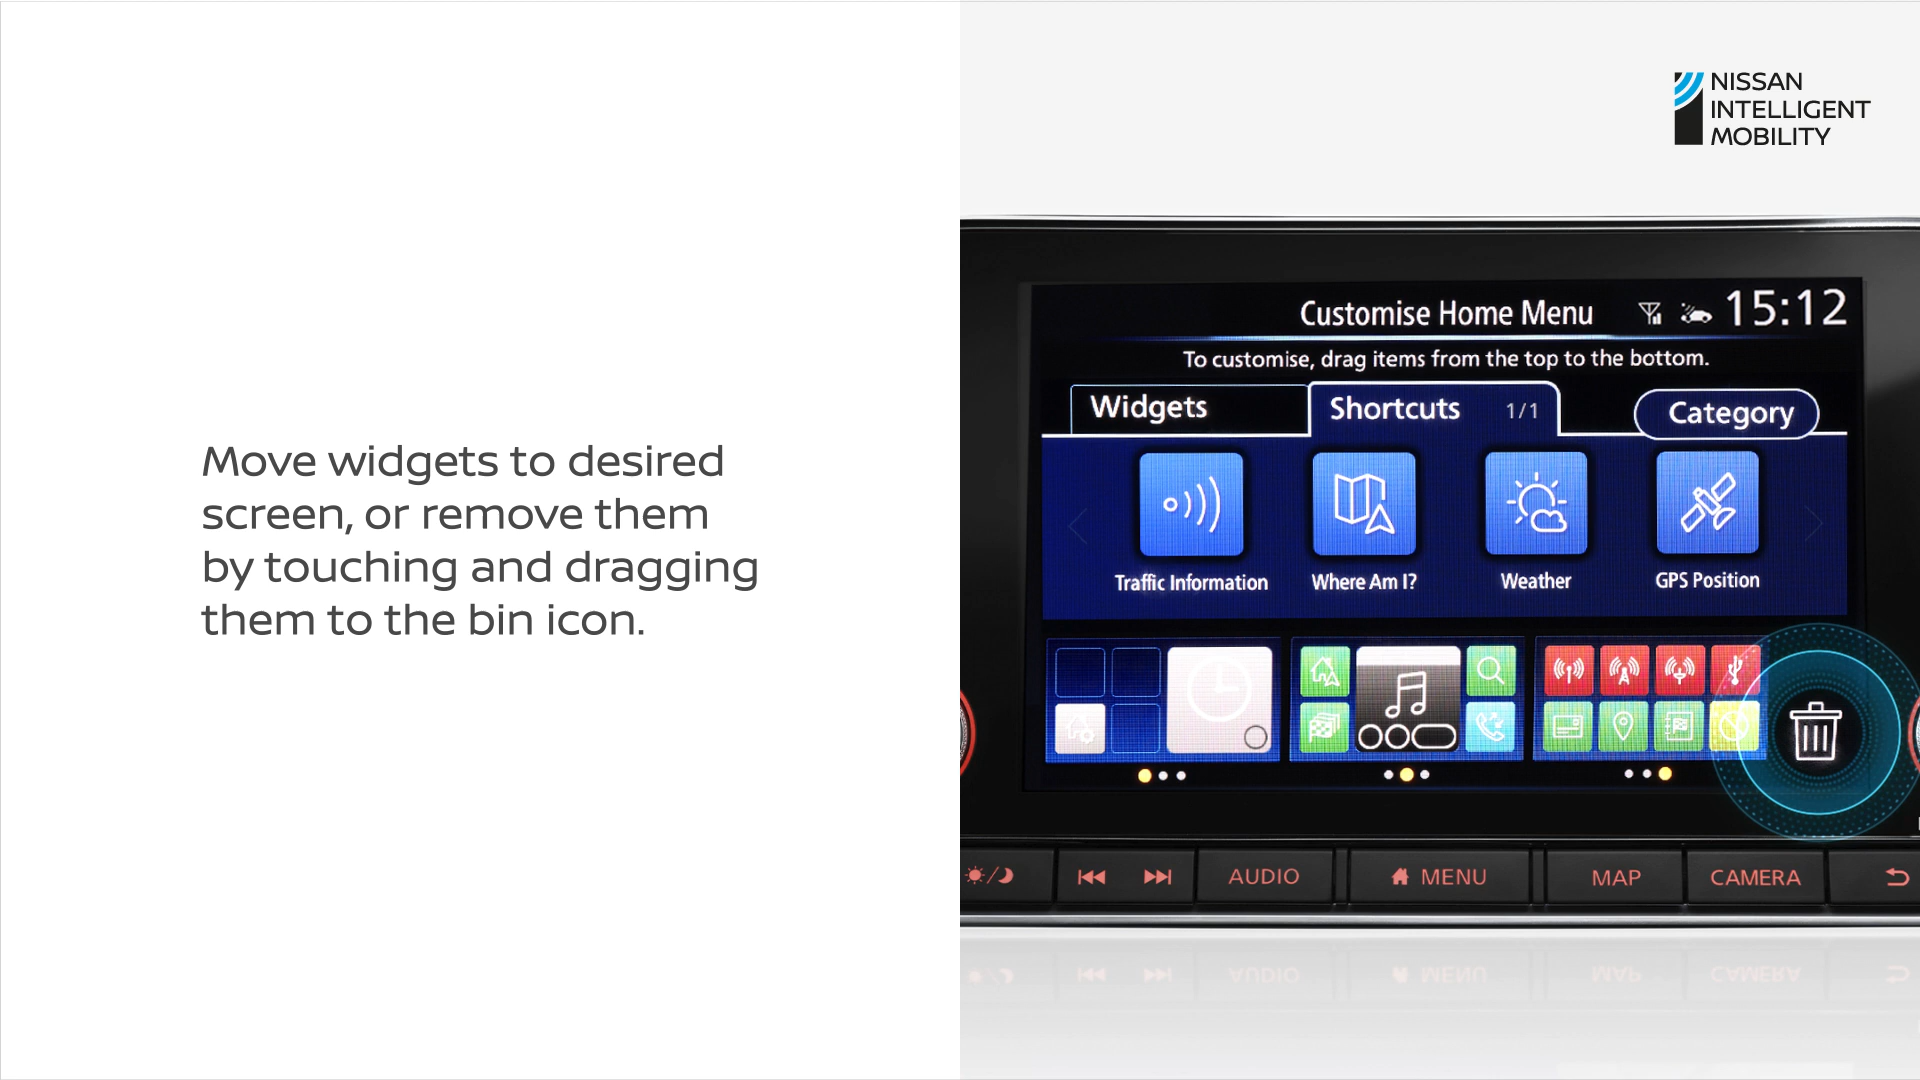 NISSAN
INTELLIGENT
MOBILITY
Move widgets to desired
screen, or remove them
by touching and dragging
them to the bin icon.
Customise Home Menu 15:12
To customise, drag items from the top to the bottom.
Widgets Shortcuts 1/1 Category
Traffic Information Where Am I? Weather GPS Position
AUDIO MENU MAP CAMERA